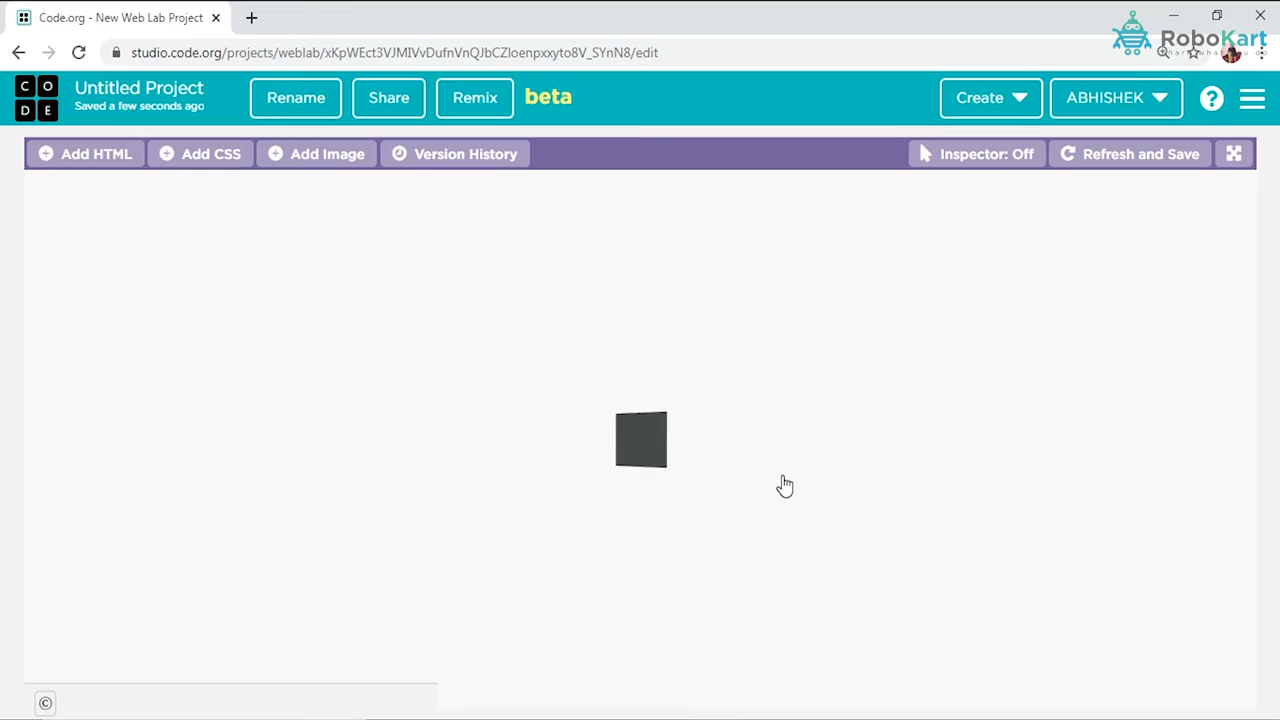 Code.org - New Web Lab Project
RoboKart
studio.code.org/projects/weblab/xKpWEct3VJMIWDufnVnQJbCZIoenpxxyto8V_SYnN8/edit
C O
D E
Untitled Project
Saved a few seconds ago
Rename
Share
Remix
beta
Create
ABHISHEK
?
Add HTML
Add CSS
Add Image
Version History
Inspector: Off
Refresh and Save
©